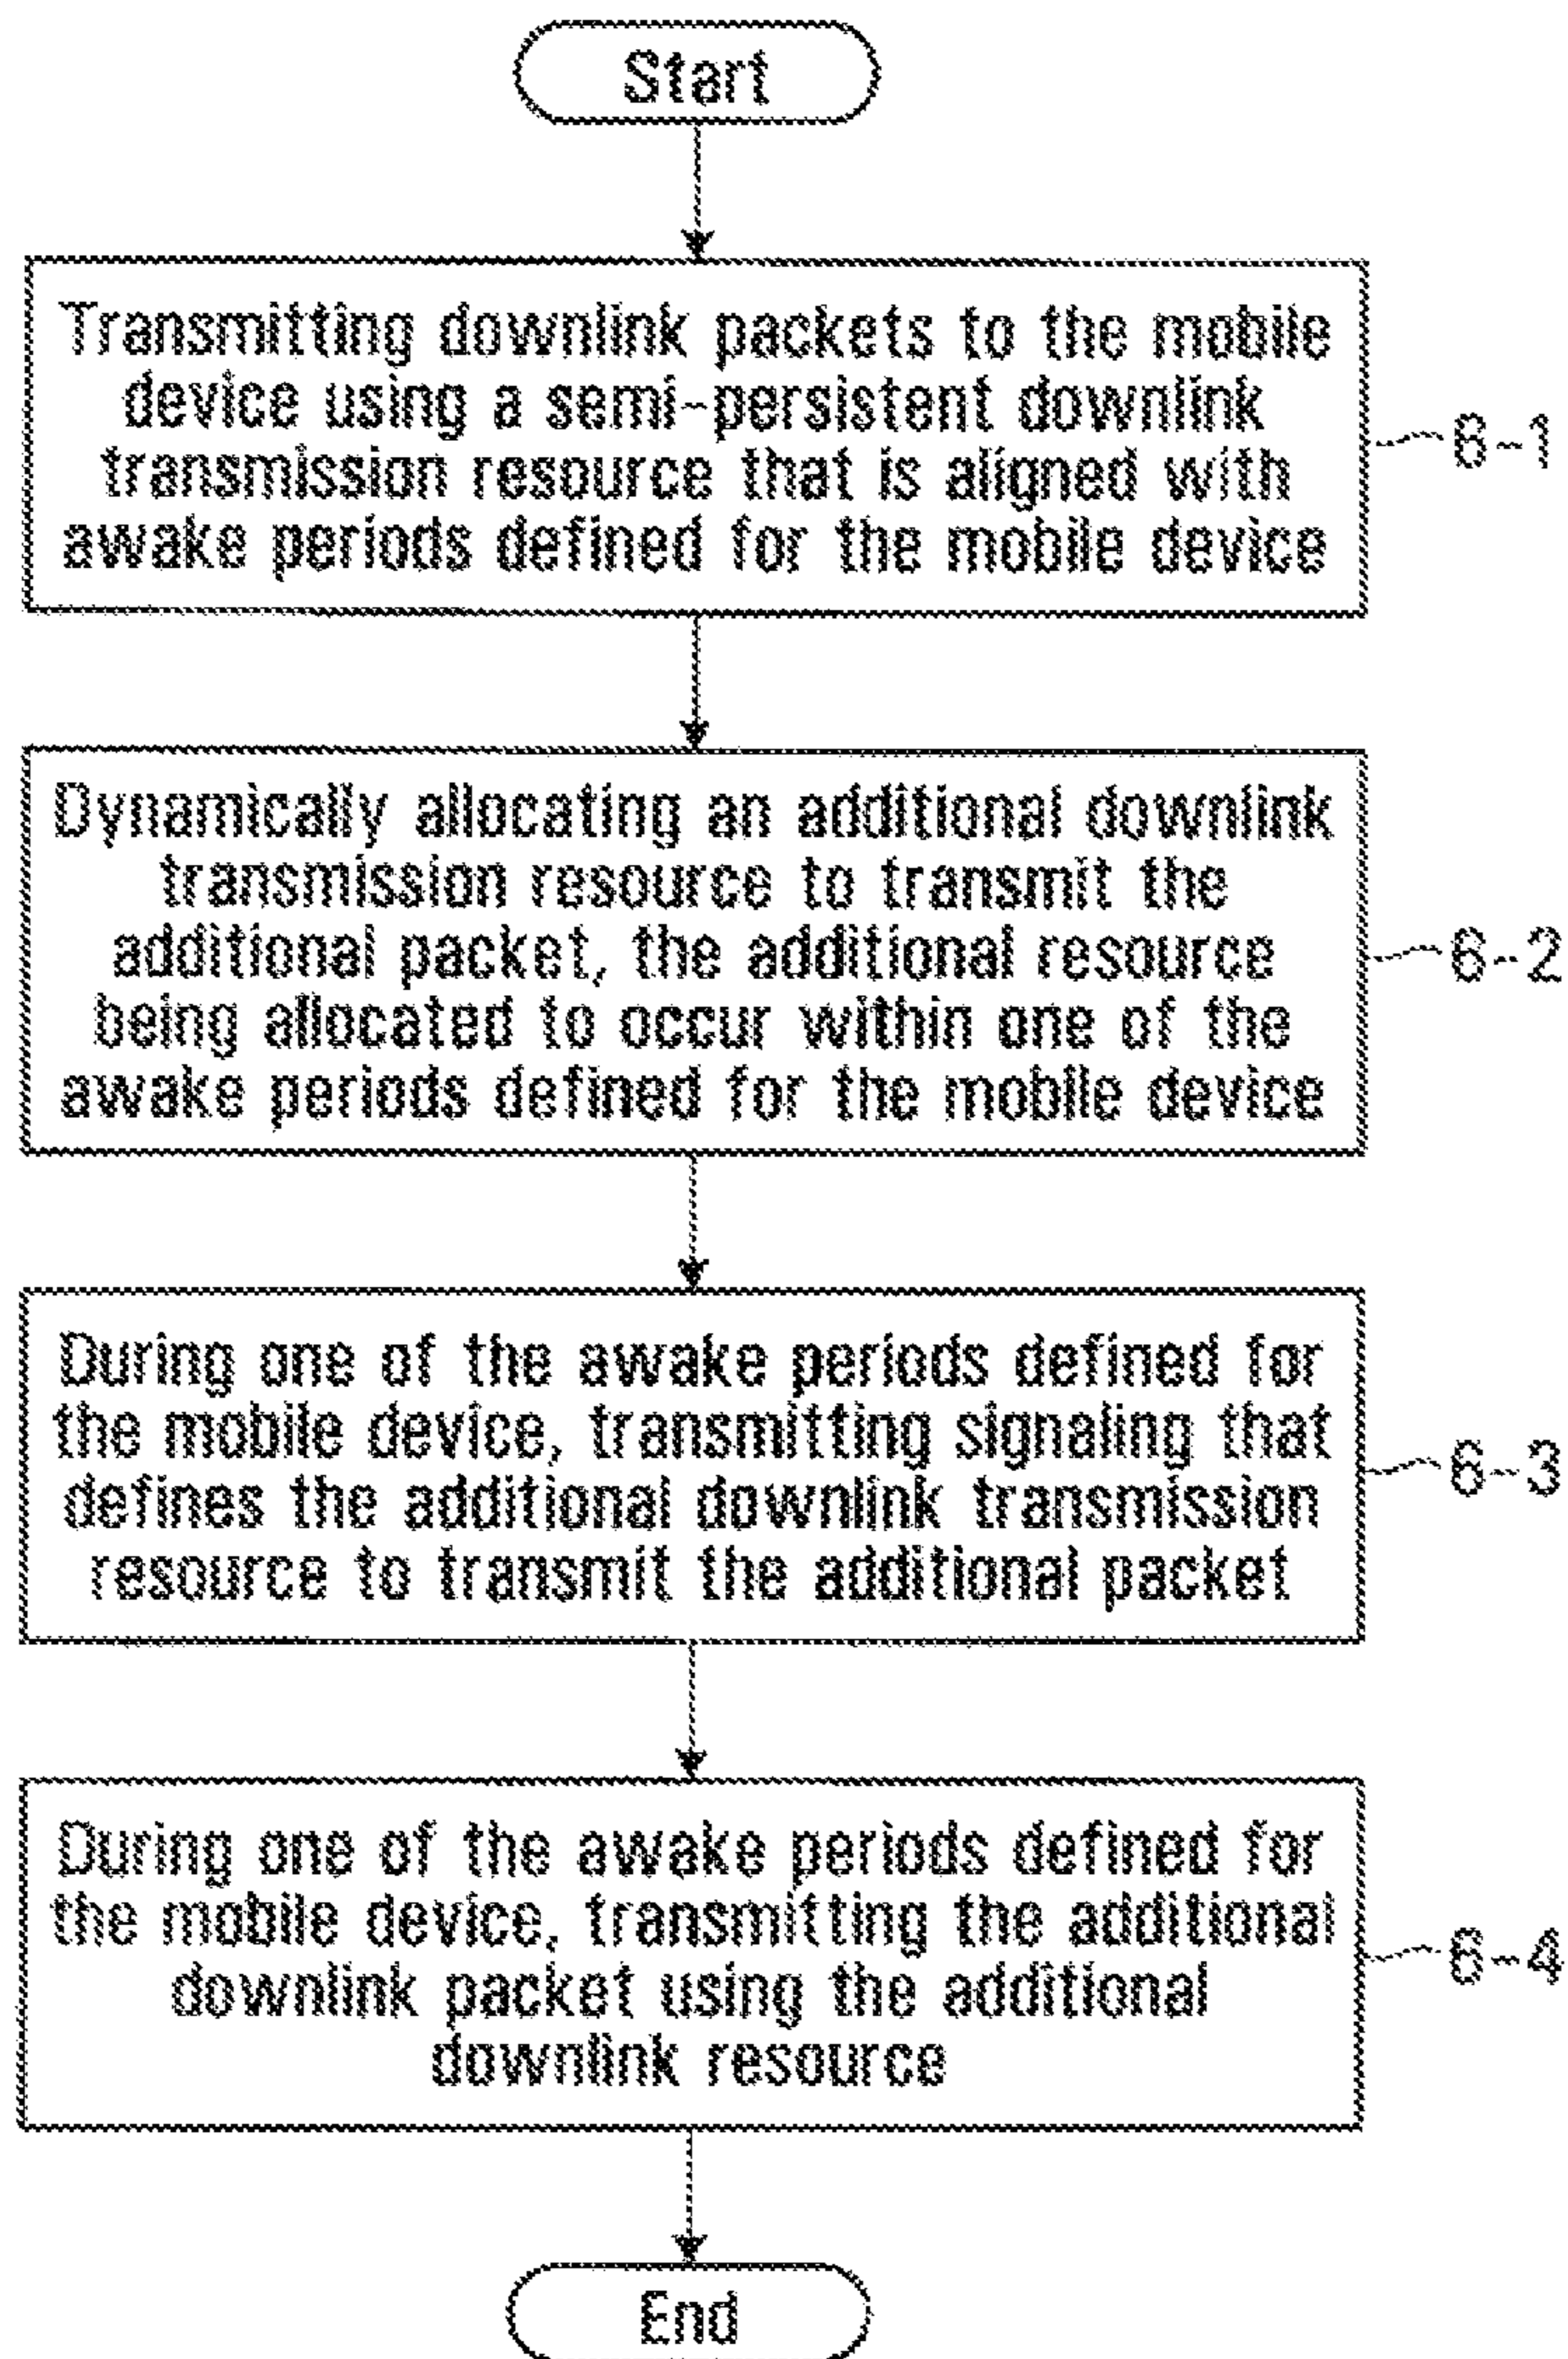 Start
Transmitting downlink packets to the mobile
device using a semi-persistent downlink
transmission resource that is aligned with
awake periods defined for the mobile device
6-1
Dynamically allocating an additional downlink
transmission resource to transmit the
additional packet, the additional resource
being allocated to occur within one of the
awake periods defined for the mobile device
6-2
During one of the awake periods defined for
the mobile device, transmitting signaling that
defines the additional downlink transmission
resource to transmit the additional packet
6-3
During one of the awake periods defined for
the mobile device, transmitting the additional
downlink packet using the additional
downlink resource
6-4
End